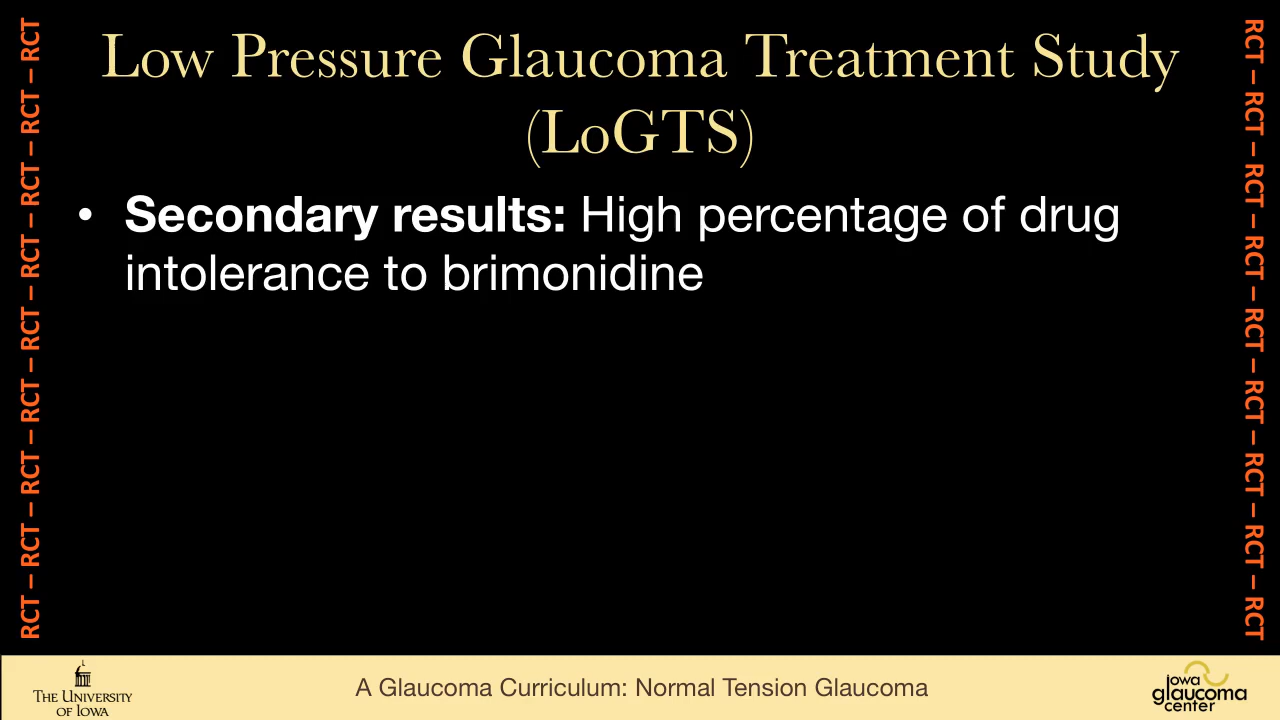 Low Pressure Glaucoma Treatment Study
(LoGTS)
• Secondary results: High percentage of drug
intolerance to brimonidine
RCT – RCT – RCT – RCT – RCT – RCT – RCT – RCT – RCT
RCT – RCT – RCT – RCT – RCT – RCT – RCT – RCT – RCT
THE UNIVERSITY
OF IOWA
A Glaucoma Curriculum: Normal Tension Glaucoma
iowa
glaucoma
center